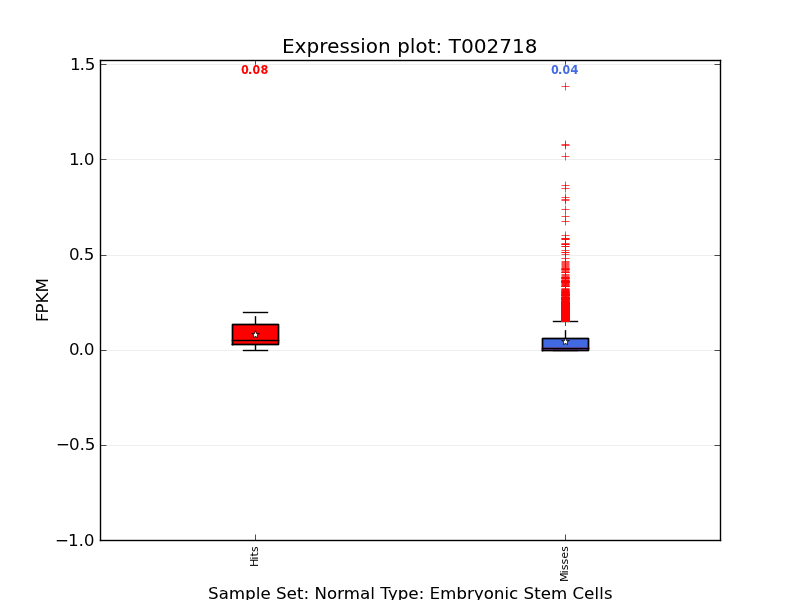 Expression plot: T002718
1.5
0.08
0.04
1.0
0.5
FPKM
0.0
−0.5
−1.0
Hits
Misses
Sample Set: Normal Type: Embryonic Stem Cells